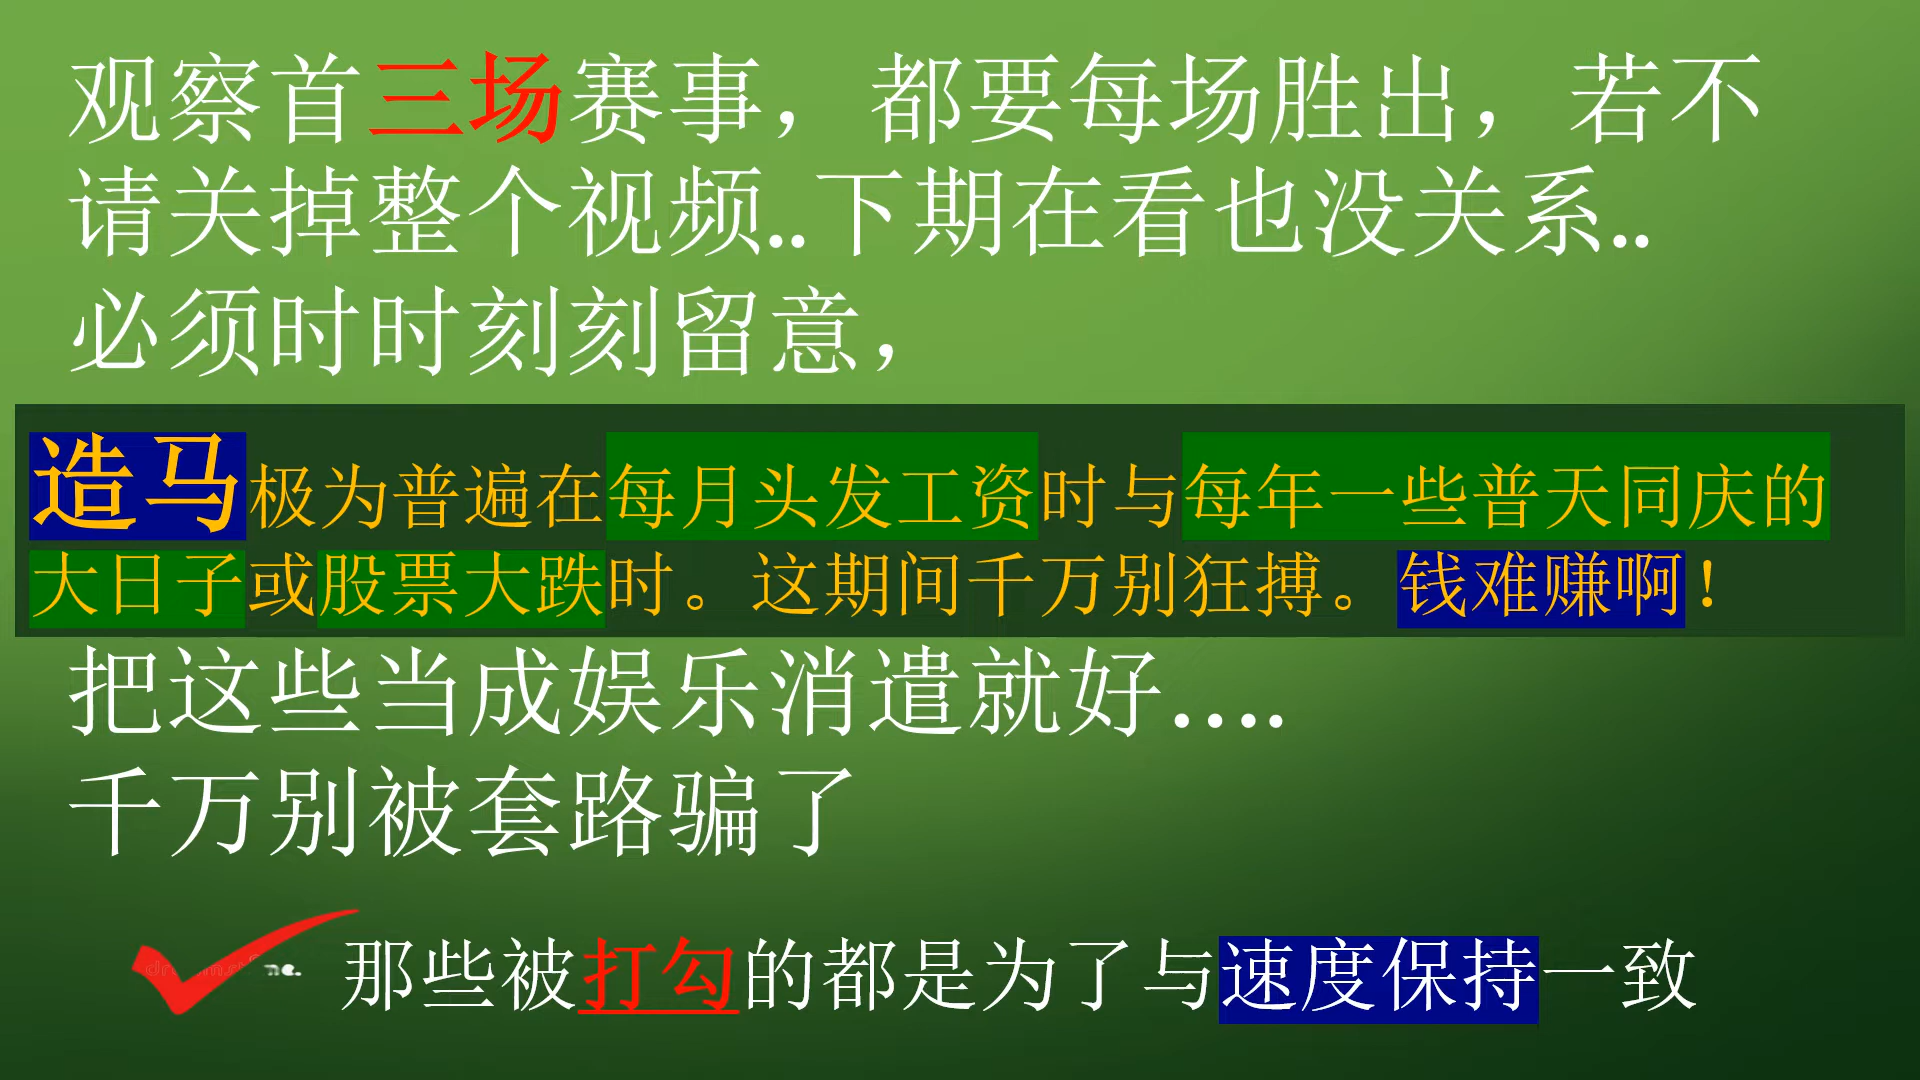 观察首三场赛事，都要每场胜出，若不
请关掉整个视频..下期在看也没关系..
必须时时刻刻留意，
造马极为普遍在每月头发工资时与每年一些普天同庆的
大日子或股票大跌时。这期间千万别狂搏。钱难赚啊！
把这些当成娱乐消遣就好....
千万别被套路骗了
那些被打勾的都是为了与速度保持一致